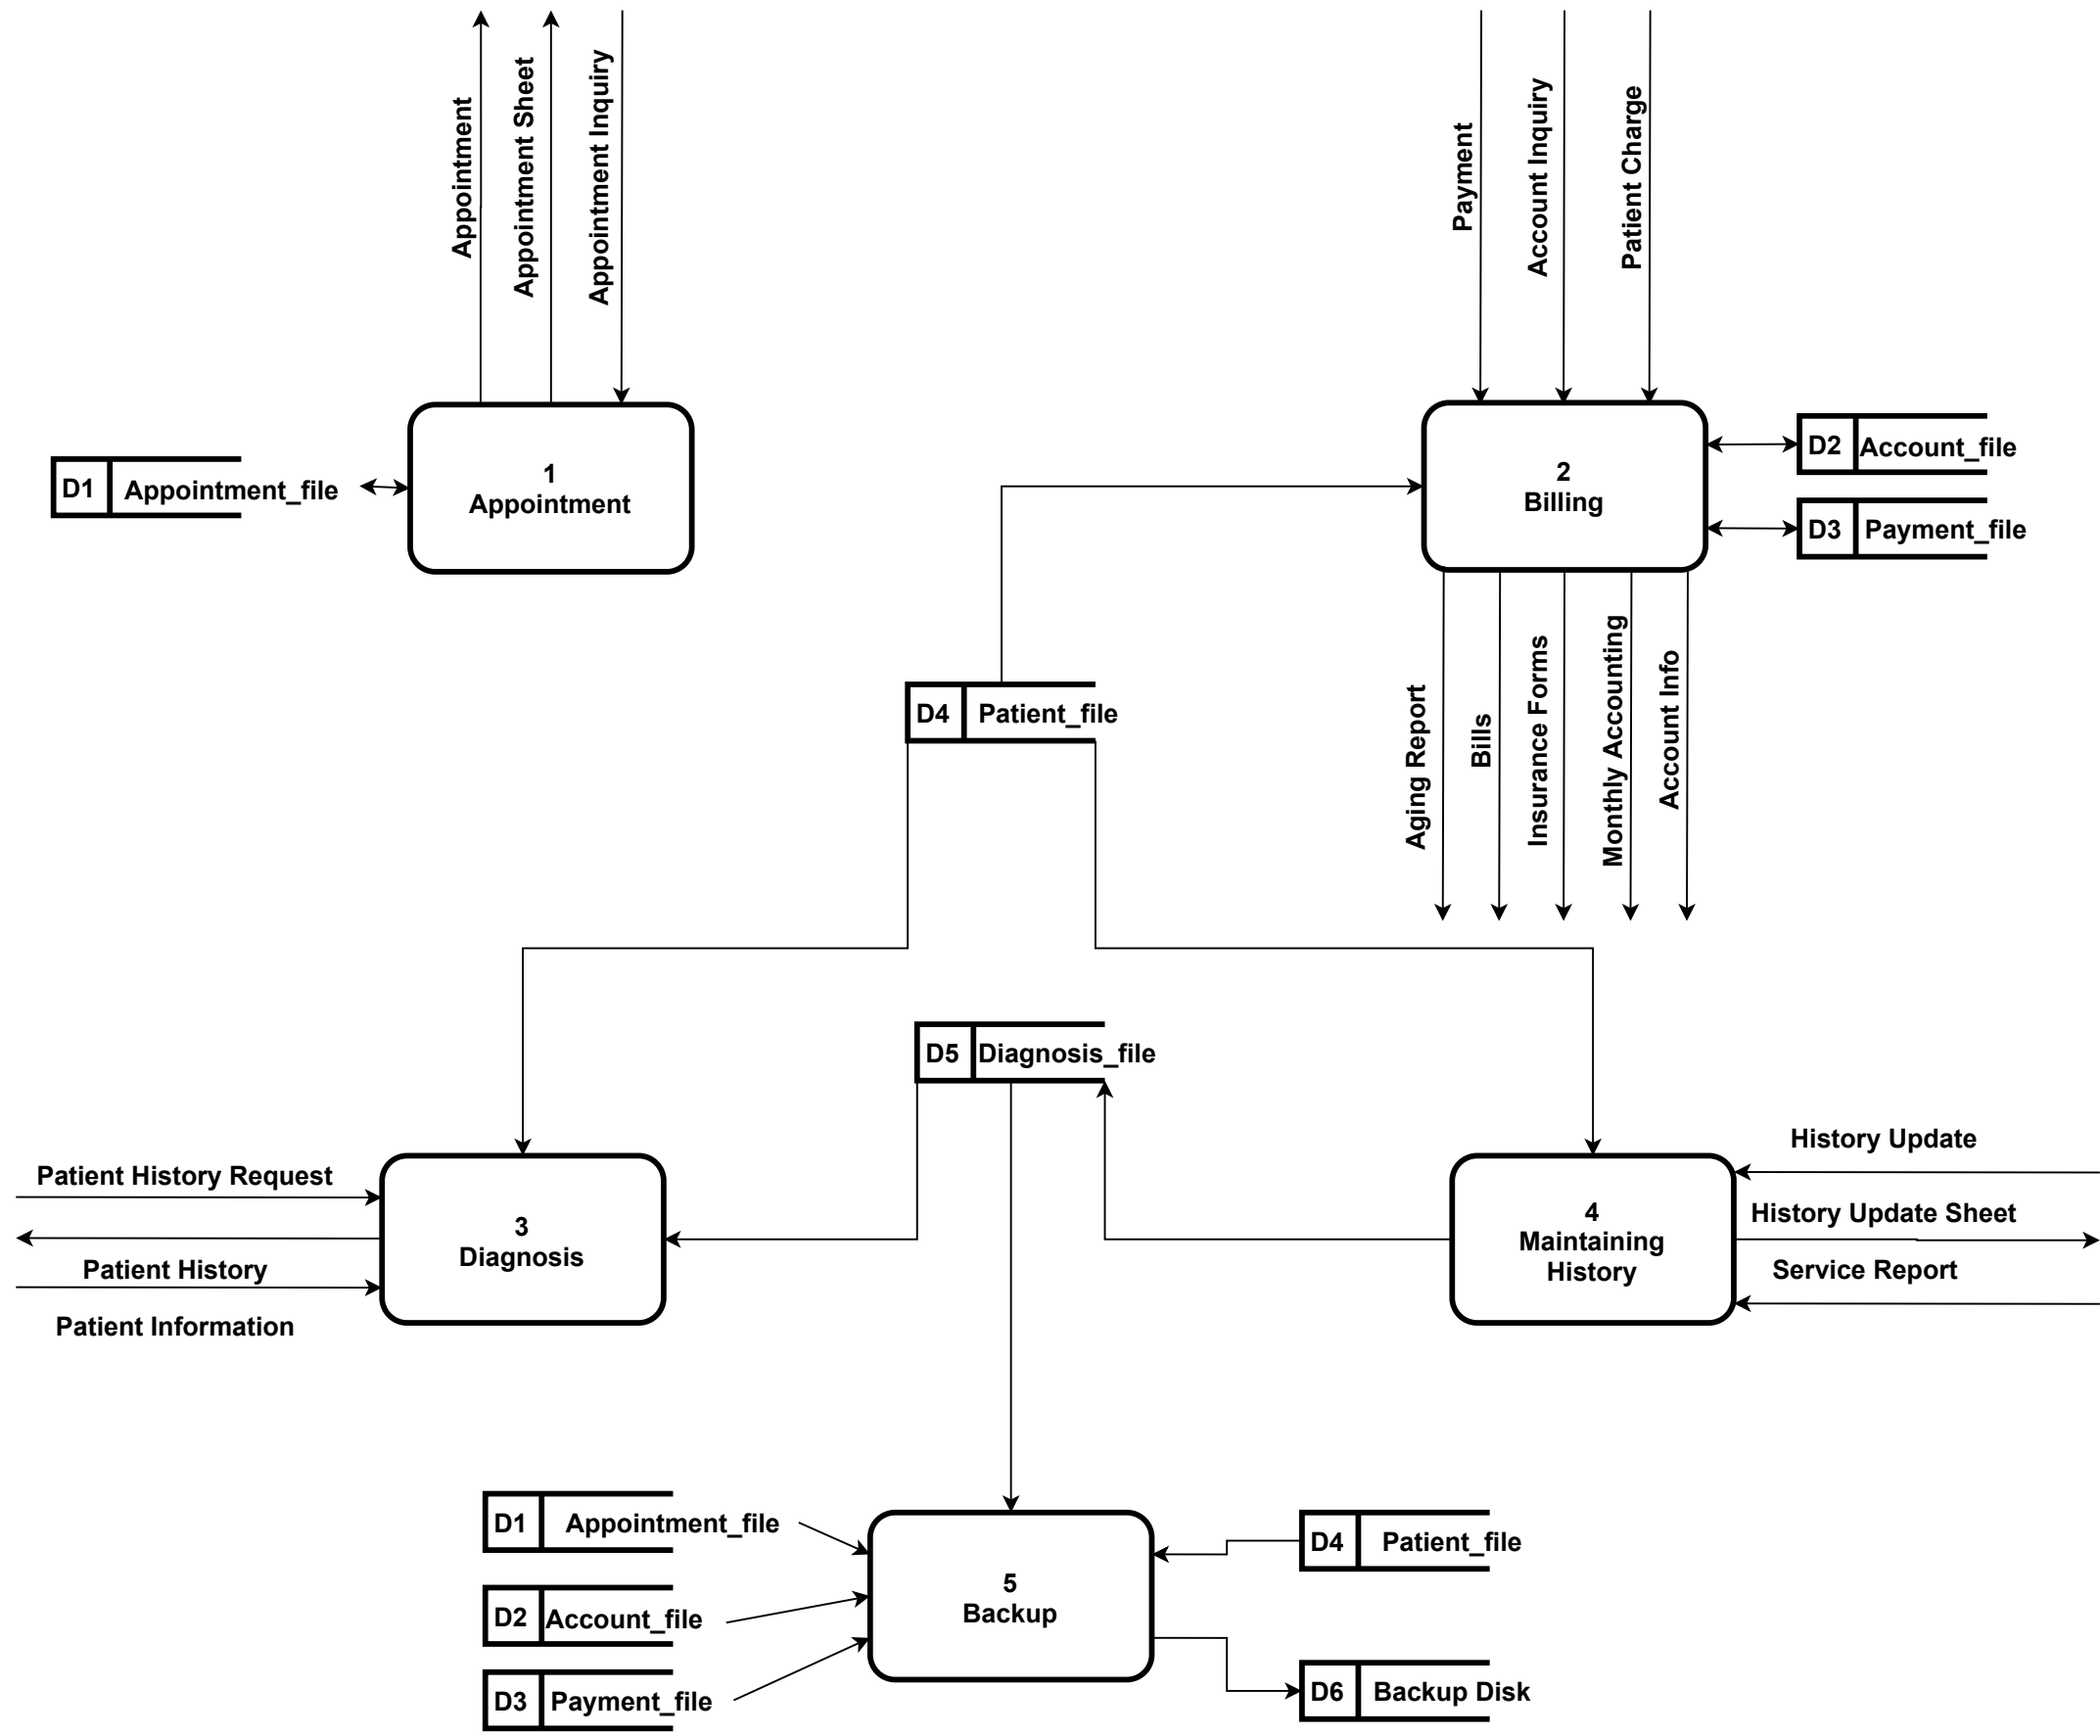 Appointment
Appointment Sheet
Appointment Inquiry
Payment
Account Inquiry
Patient Charge
D1 Appointment_file
1
Appointment
2
Billing
D2 Account_file
D3 Payment_file
D4 Patient_file
Aging Report
Bills
Insurance Forms
Monthly Accounting
Account Info
D5 Diagnosis_file
Patient History Request
Patient History
Patient Information
3
Diagnosis
4
Maintaining
History
History Update
History Update Sheet
Service Report
D1 Appointment_file
D2 Account_file
D3 Payment_file
5
Backup
D4 Patient_file
D6 Backup Disk